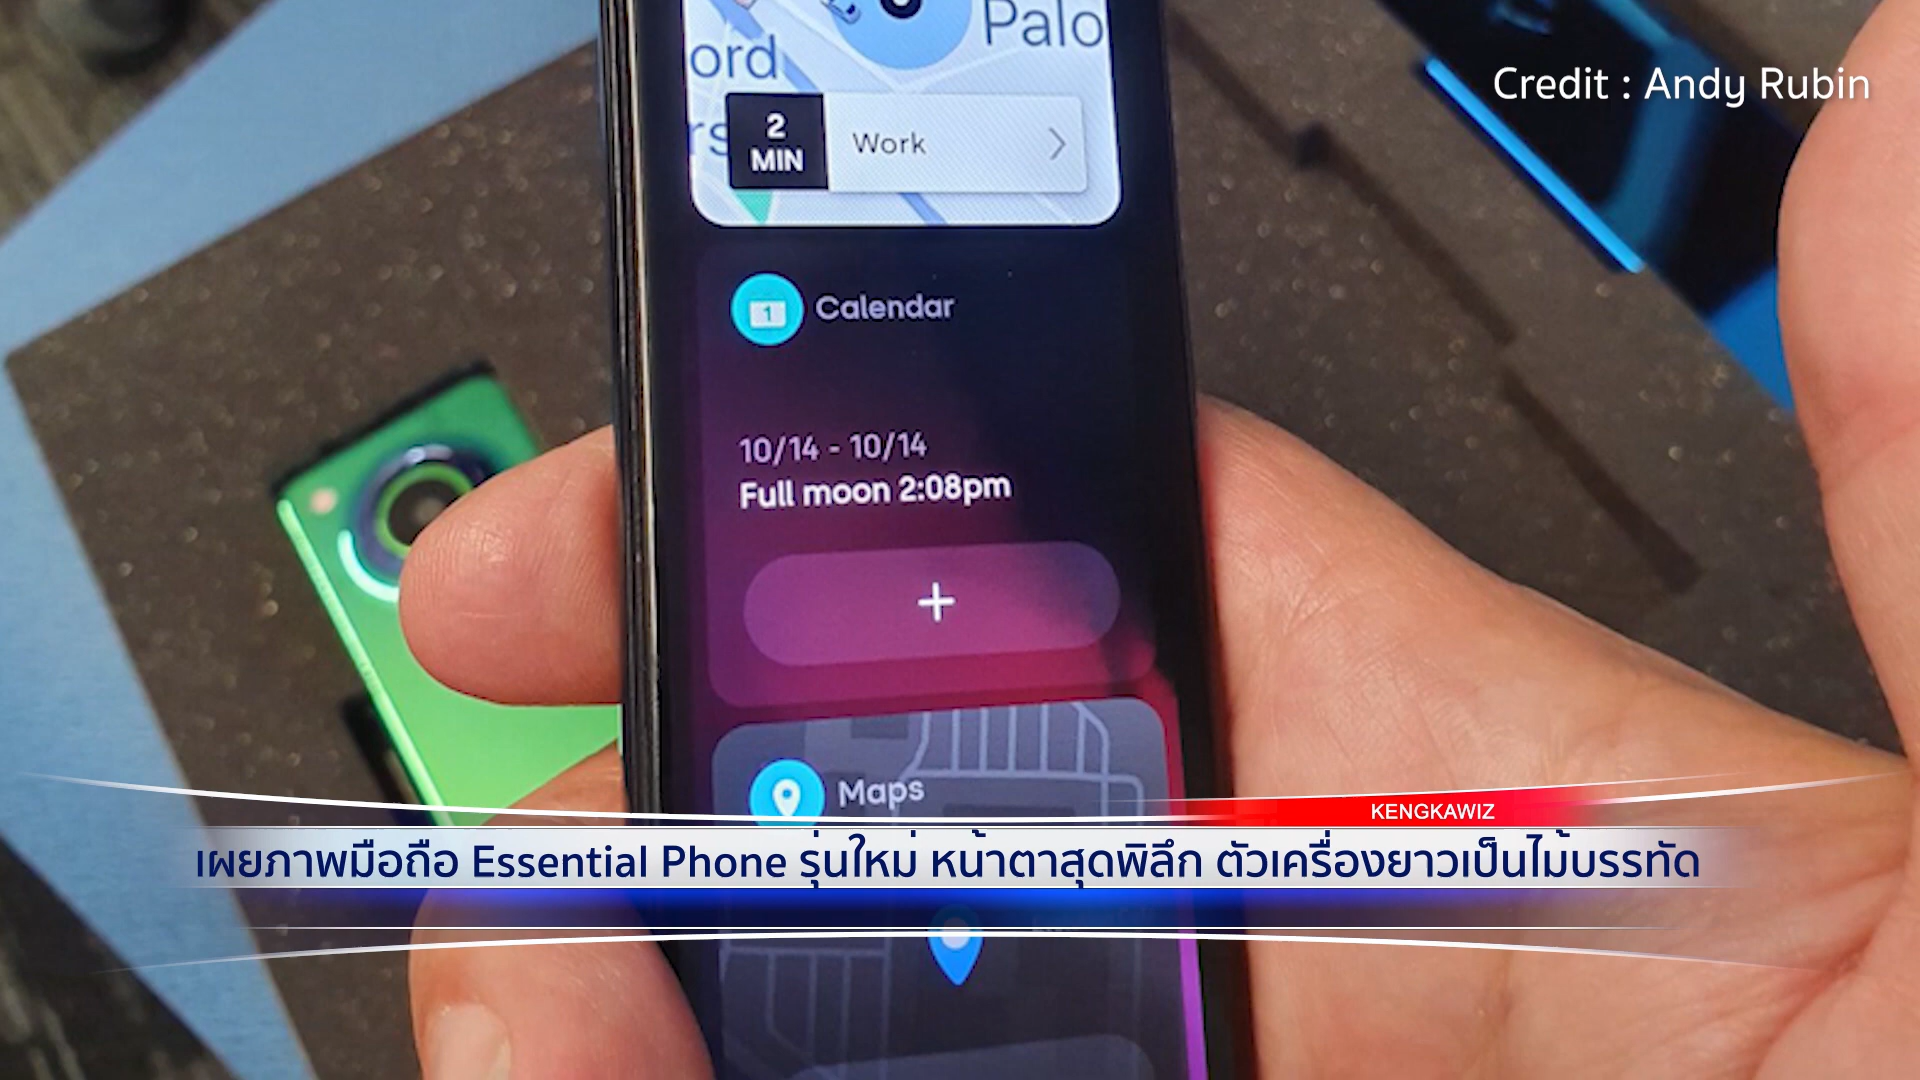 Palo
ord
Credit : Andy Rubin
rs
2
MIN
Work
1
Calendar
10/14 - 10/14
Full moon 2:08pm
+
Maps
KENGKAWIZ
เผยภาพมือถือ Essential Phone รุ่นใหม่ หน้าตาสุดพิลึก ตัวเครื่องยาวเป็นไม้บรรทัด